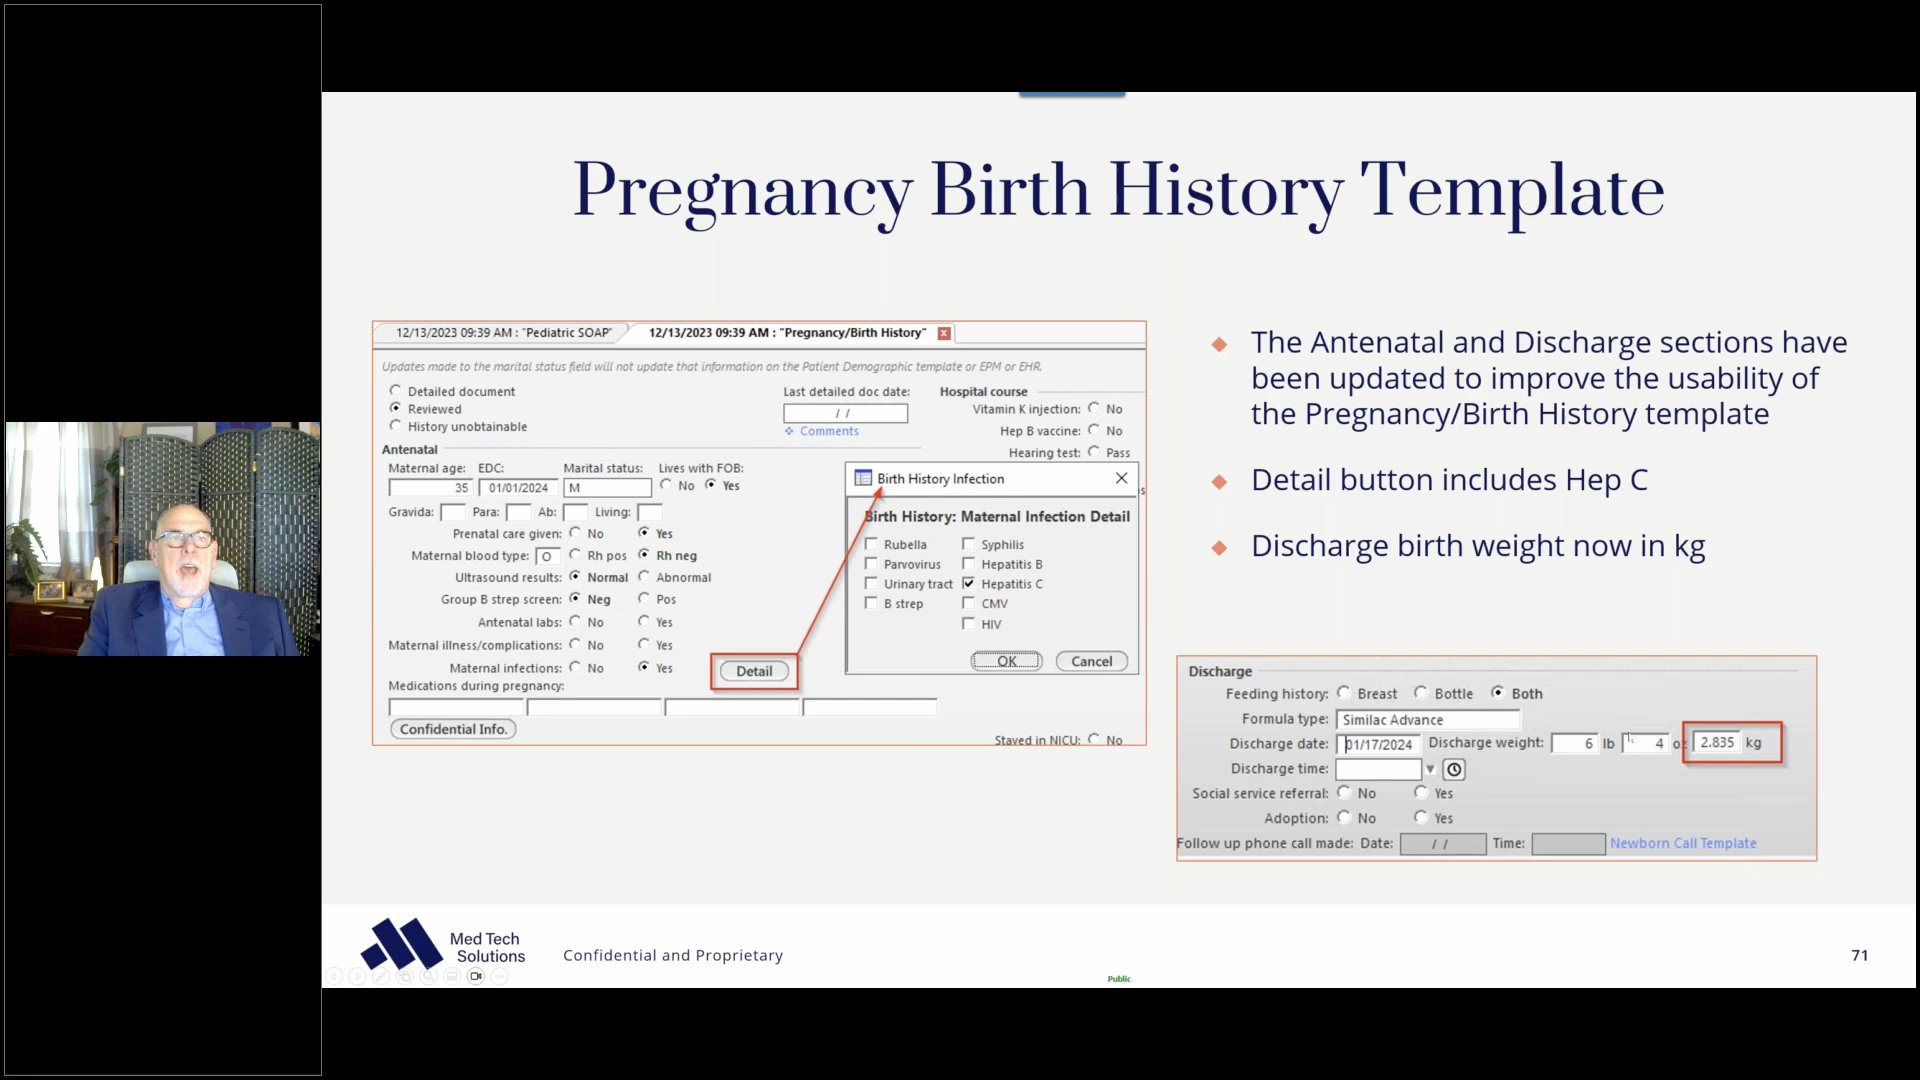 Pregnancy Birth History Template
12/13/2023 09:39 AM : "Pediatric SOAP"
12/13/2023 09:39 AM : "Pregnancy/Birth History"
Updates made to the marital status field will not update that information on the Patient Demographic template or EPM or EHR.
Detailed document
Reviewed
History unobtainable
Last detailed doc date:
/ /
Comments
Hospital course
Vitamin K injection: No
Hep B vaccine: No
Hearing test: Pass
Antenatal
Maternal age: EDC: Marital status: Lives with FOB:
35 01/01/2024 M No Yes
Gravida: Para: Ab: Living:
Prenatal care given: No Yes
Maternal blood type: O Rh pos Rh neg
Ultrasound results: Normal Abnormal
Group B strep screen: Neg Pos
Antenatal labs: No Yes
Maternal illness/complications: No Yes
Maternal infections: No Yes
Detail
Medications during pregnancy:
Confidential Info.
Stayed in NICU: No
Birth History Infection
Birth History: Maternal Infection Detail
Rubella Syphilis
Parvovirus Hepatitis B
Urinary tract Hepatitis C
B strep CMV
HIV
OK Cancel
The Antenatal and Discharge sections have
been updated to improve the usability of
the Pregnancy/Birth History template
Detail button includes Hep C
Discharge birth weight now in kg
Discharge
Feeding history: Breast Bottle Both
Formula type: Similac Advance
Discharge date: 01/17/2024 Discharge weight: 6 lb 4 2.835 kg
Discharge time:
Social service referral: No Yes
Adoption: No Yes
Follow up phone call made: Date: / / Time: Newborn Call Template
Med Tech
Solutions
Confidential and Proprietary
71
Public